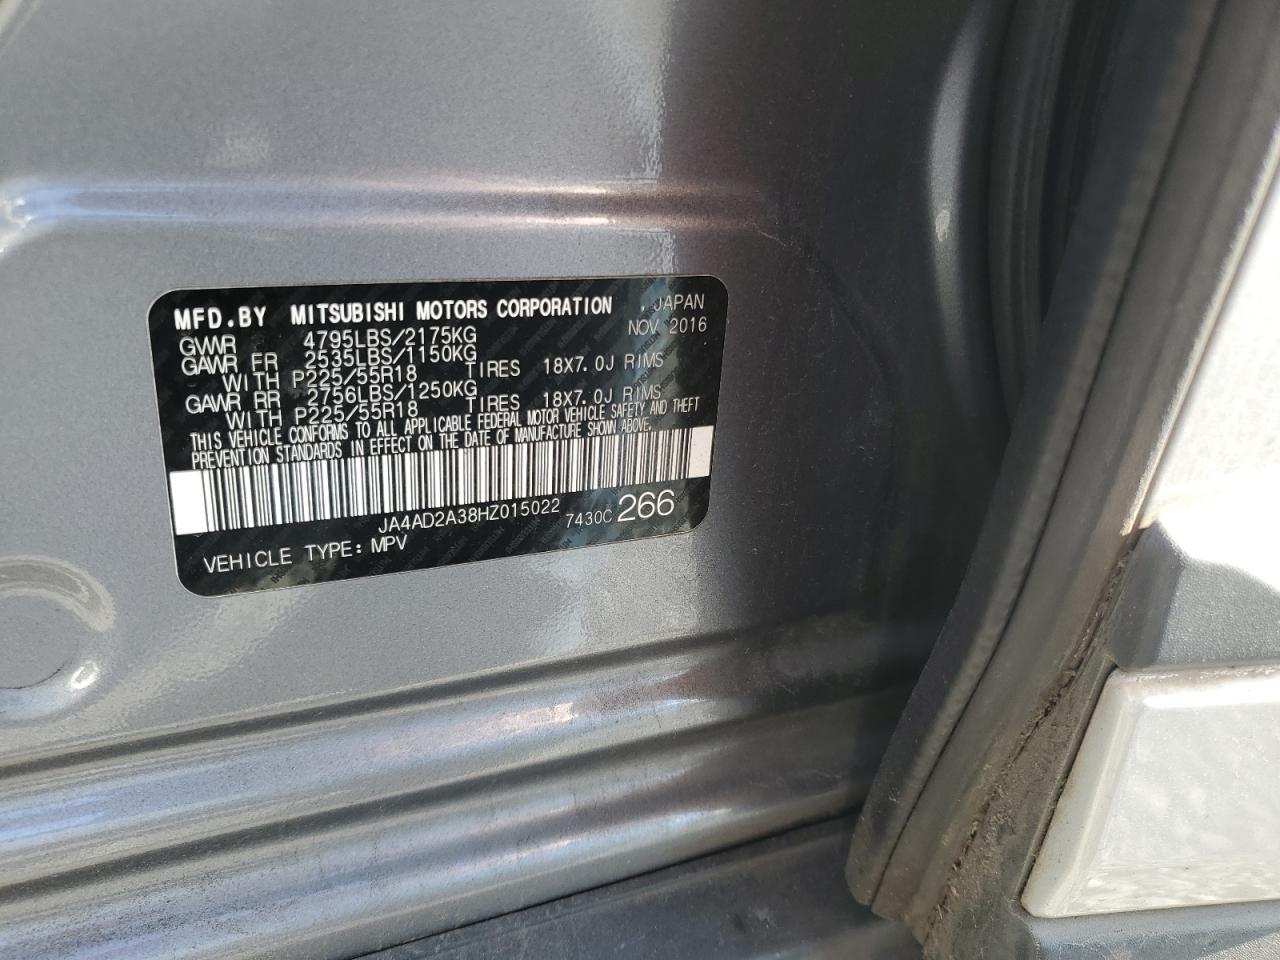 MFD.BY MITSUBISHI MOTORS CORPORATION , JAPAN
GVWR 4795LBS/2175KG NOV 2016
GAWR FR 2535LBS/1150KG
WITH P225/55R18 TIRES 18X7.0J RIMS
GAWR RR 2756LBS/1250KG
WITH P225/55R18 TIRES 18X7.0J RIMS
THIS VEHICLE CONFORMS TO ALL APPLICABLE FEDERAL MOTOR VEHICLE SAFETY AND THEFT
PREVENTION STANDARDS IN EFFECT ON THE DATE OF MANUFACTURE SHOWN ABOVE.
JA4AD2A38HZ015022 7430C 266
VEHICLE TYPE: MPV